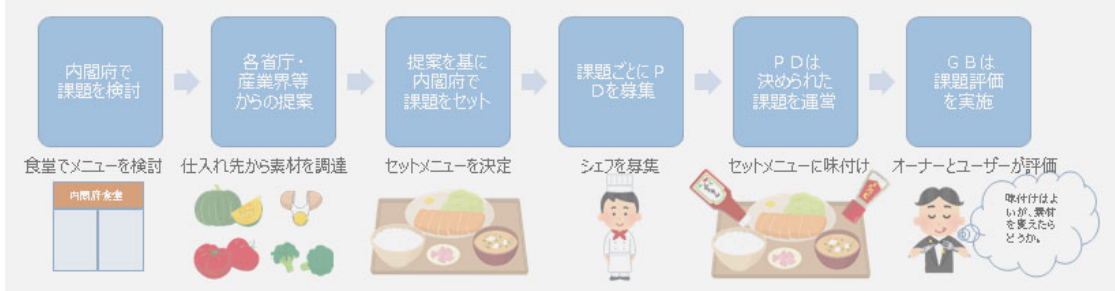 内閣府で
課題を検討
各省庁・
産業界等
からの提案
提案を基に
内閣府で
課題をセット
課題ごとにP
Dを募集
PDは
決められた
課題を運営
GBは
課題評価
を実施
食堂でメニューを検討
仕入れ先から素材を調達
セットメニューを決定
シェフを募集
セットメニューに味付け
オーナーとユーザーが評価
内閣府食堂
味付けはよ
いが、素材
を変えたら
どうか。